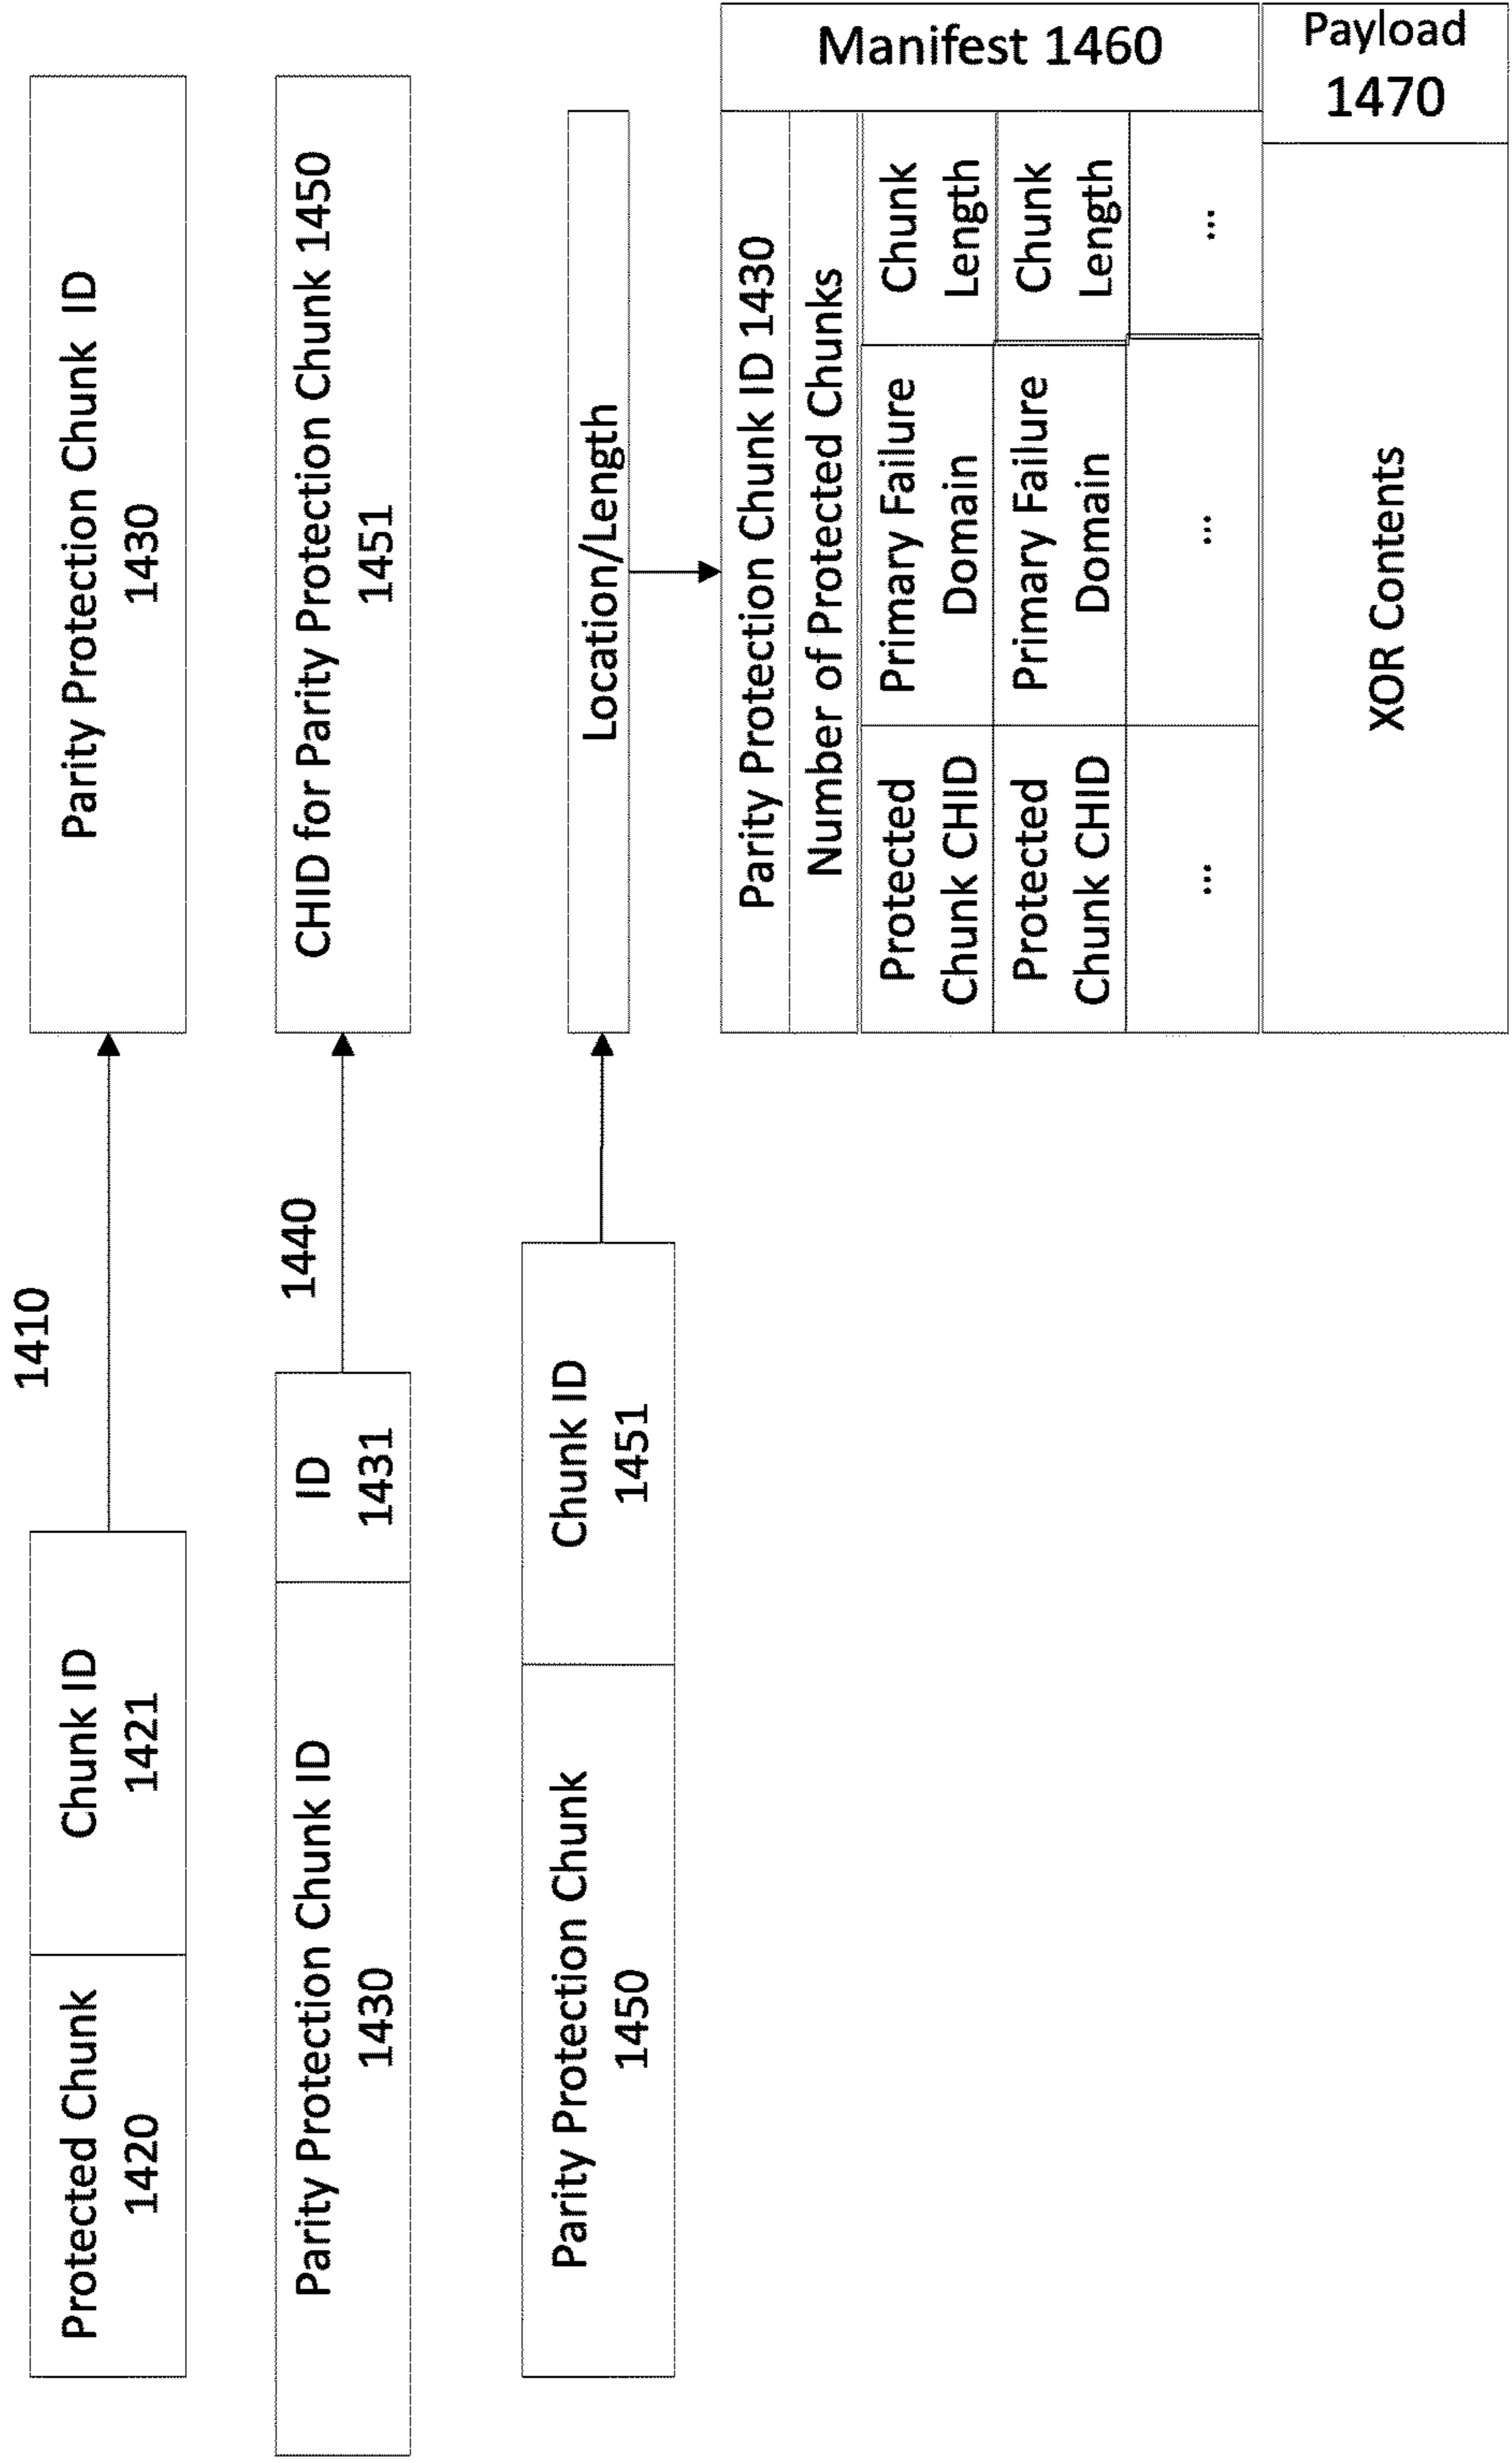 1410
Protected Chunk
1420
Chunk ID
1421
Parity Protection Chunk ID
1430
1440
Parity Protection Chunk ID
1430
ID
1431
CHID for Parity Protection Chunk 1450
1451
Parity Protection Chunk
1450
Chunk ID
1451
Location/Length
Parity Protection Chunk ID 1430
Number of Protected Chunks
Protected
Chunk CHID
Primary Failure
Domain
Chunk
Length
Protected
Chunk CHID
Primary Failure
Domain
Chunk
Length
...
...
...
Manifest 1460
XOR Contents
Payload
1470